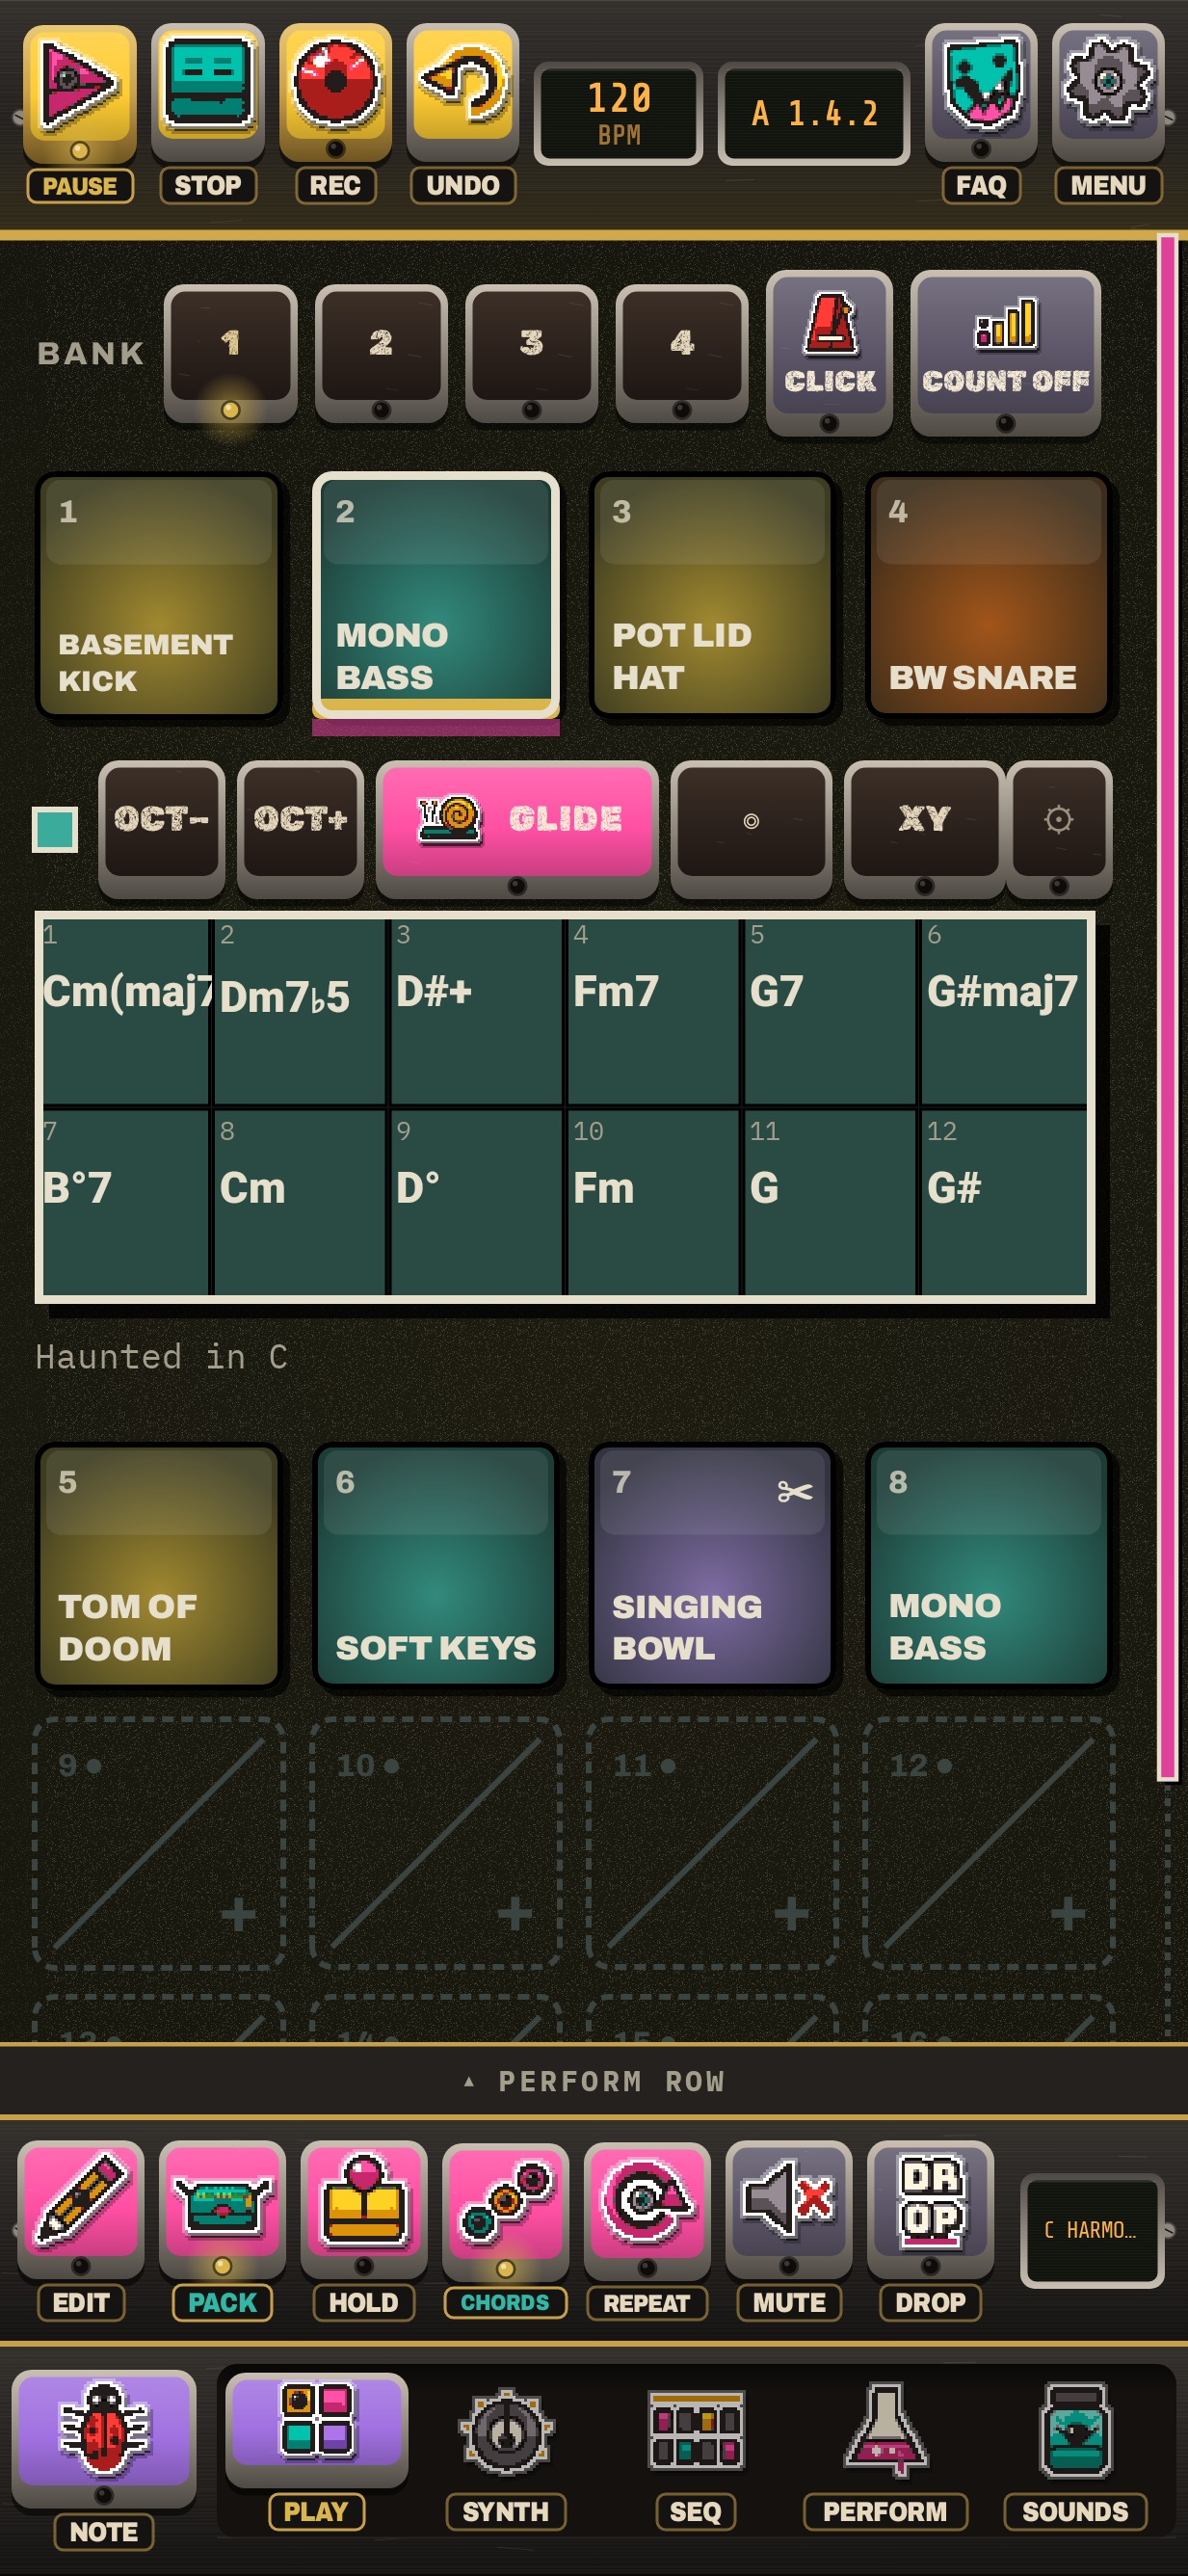 120
BPM
A 1.4.2
PAUSE
STOP
REC
UNDO
FAQ
MENU
BANK
1
2
3
4
CLICK
COUNT OFF
1
BASEMENT
KICK
2
MONO
BASS
3
POT LID
HAT
4
BW SNARE
OCT-
OCT+
GLIDE
XY
1
Cm(maj7
2
Dm7♭5
3
D#+
4
Fm7
5
G7
6
G#maj7
7
B°7
8
Cm
9
D°
10
Fm
11
G
12
G#
Haunted in C
5
TOM OF
DOOM
6
SOFT KEYS
7
SINGING
BOWL
8
MONO
BASS
9
10
11
12
13
14
15
16
▲ PERFORM ROW
DR
OP
C HARMO…
EDIT
PACK
HOLD
CHORDS
REPEAT
MUTE
DROP
NOTE
PLAY
SYNTH
SEQ
PERFORM
SOUNDS